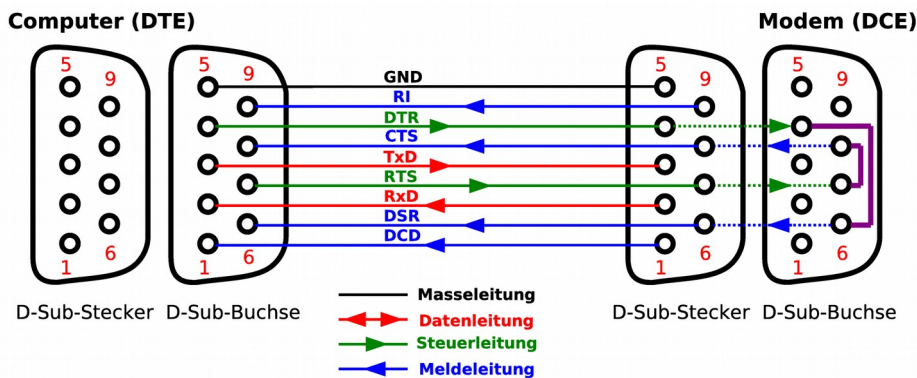 Computer (DTE)
Modem (DCE)
5
9
5
9
GND
RI
DTR
CTS
TxD
RTS
RxD
DSR
DCD
5
9
5
9
1
6
1
6
1
6
1
6
D-Sub-Stecker
D-Sub-Buchse
D-Sub-Stecker
D-Sub-Buchse
Masseleitung
Datenleitung
Steuerleitung
Meldeleitung